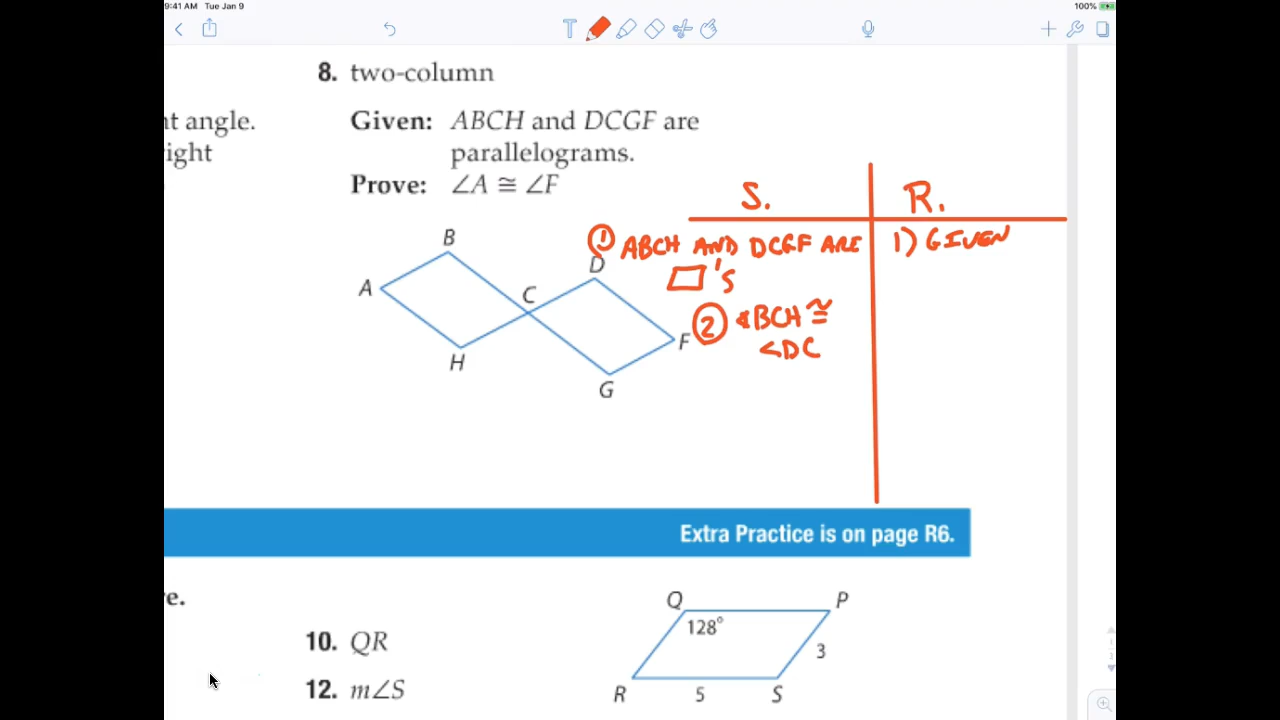 9:41 AM Tue Jan 9
100%
T
8. two-column
nt angle.
Given: ABCH and DCGF are
ight
parallelograms.
Prove: ∠A ≅ ∠F
S.
R.
① ABCH AND DCGF ARE
▱'S
1) GIVEN
② ∠BCH ≅
∠DC
B
A
C
H
D
F
G
Extra Practice is on page R6.
e.
10. QR
12. m∠S
Q
P
128°
3
R
5
S